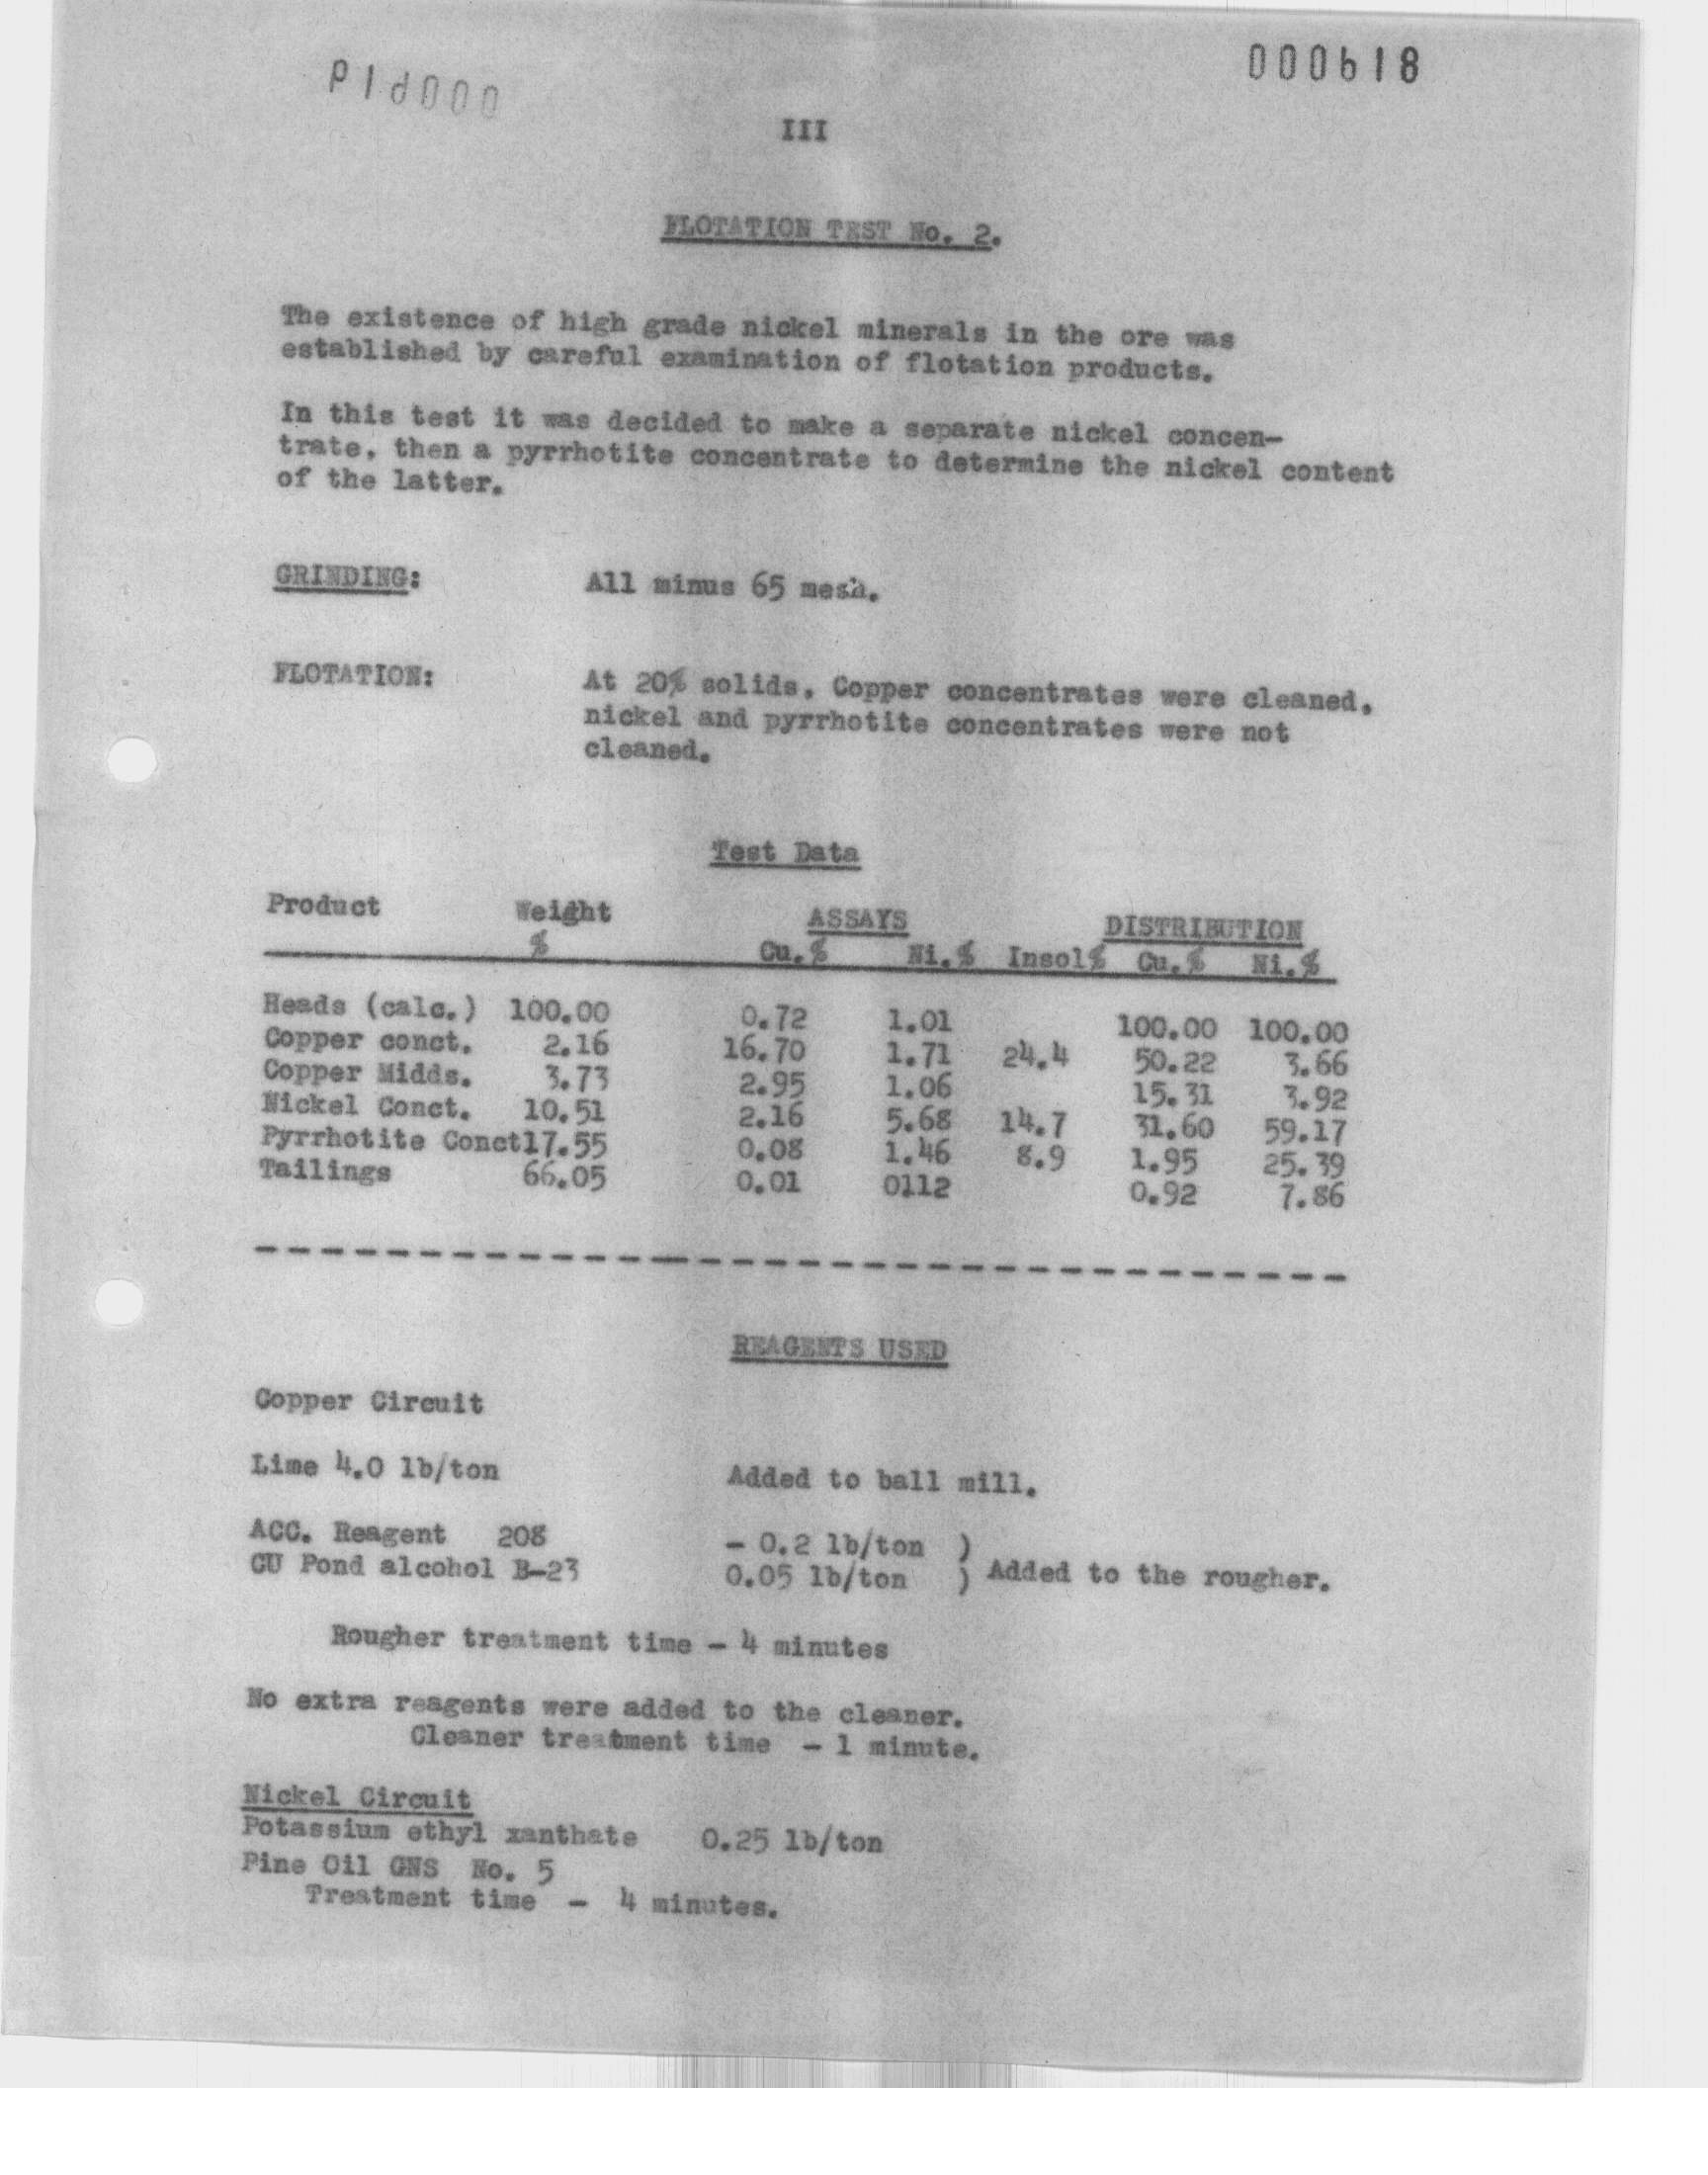 000618
III
FLOTATION TEST No. 2.
The existence of high grade nickel minerals in the ore was
established by careful examination of flotation products.
In this test it was decided to make a separate nickel concen-
trate, then a pyrrhotite concentrate to determine the nickel content
of the latter.
GRINDING: All minus 65 mesh.
FLOTATION: At 20% solids. Copper concentrates were cleaned,
nickel and pyrrhotite concentrates were not
cleaned.
Test Data
Product Weight ASSAYS DISTRIBUTION
% Cu.% Ni.% Insol% Cu.% Ni.%
Heads (calc.) 100.00 0.72 1.01 100.00 100.00
Copper conct. 2.16 16.70 1.71 24.4 50.22 3.66
Copper Midds. 3.73 2.95 1.06 15.31 3.92
Nickel Conct. 10.51 2.16 5.68 14.7 31.60 59.17
Pyrrhotite Conct17.55 0.08 1.46 8.9 1.95 25.39
Tailings 66.05 0.01 0112 0.92 7.86
REAGENTS USED
Copper Circuit
Lime 4.0 lb/ton Added to ball mill.
ACC. Reagent 208 - 0.2 lb/ton )
CU Pond alcohol B-23 0.05 lb/ton ) Added to the rougher.
Rougher treatment time - 4 minutes
No extra reagents were added to the cleaner.
Cleaner treatment time - 1 minute.
Nickel Circuit
Potassium ethyl xanthate 0.25 lb/ton
Pine Oil GNS No. 5
Treatment time - 4 minutes.